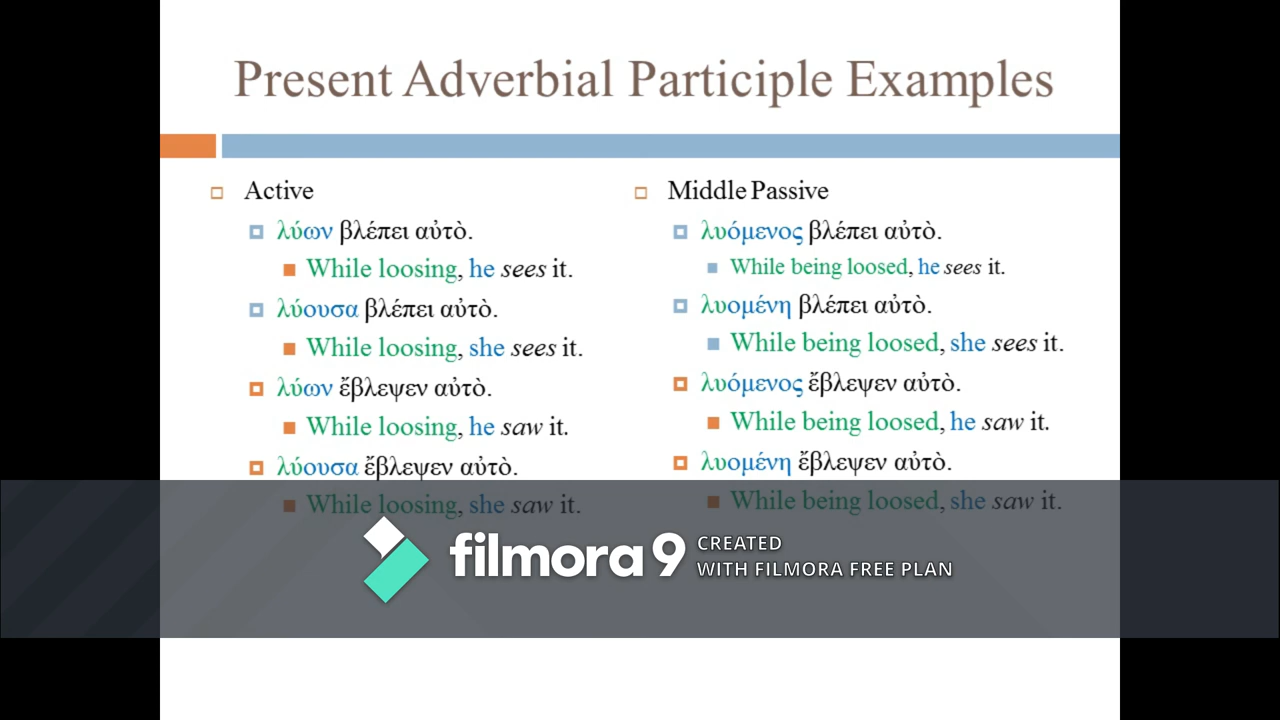 Present Adverbial Participle Examples
Active
λύων βλέπει αὐτὸ.
While loosing, he sees it.
λύουσα βλέπει αὐτὸ.
While loosing, she sees it.
λύων ἔβλεψεν αὐτὸ.
While loosing, he saw it.
λύουσα ἔβλεψεν αὐτὸ.
While loosing, she saw it.
Middle Passive
λυόμενος βλέπει αὐτὸ.
While being loosed, he sees it.
λυομένη βλέπει αὐτὸ.
While being loosed, she sees it.
λυόμενος ἔβλεψεν αὐτὸ.
While being loosed, he saw it.
λυομένη ἔβλεψεν αὐτὸ.
While being loosed, she saw it.
filmora 9
CREATED
WITH FILMORA FREE PLAN